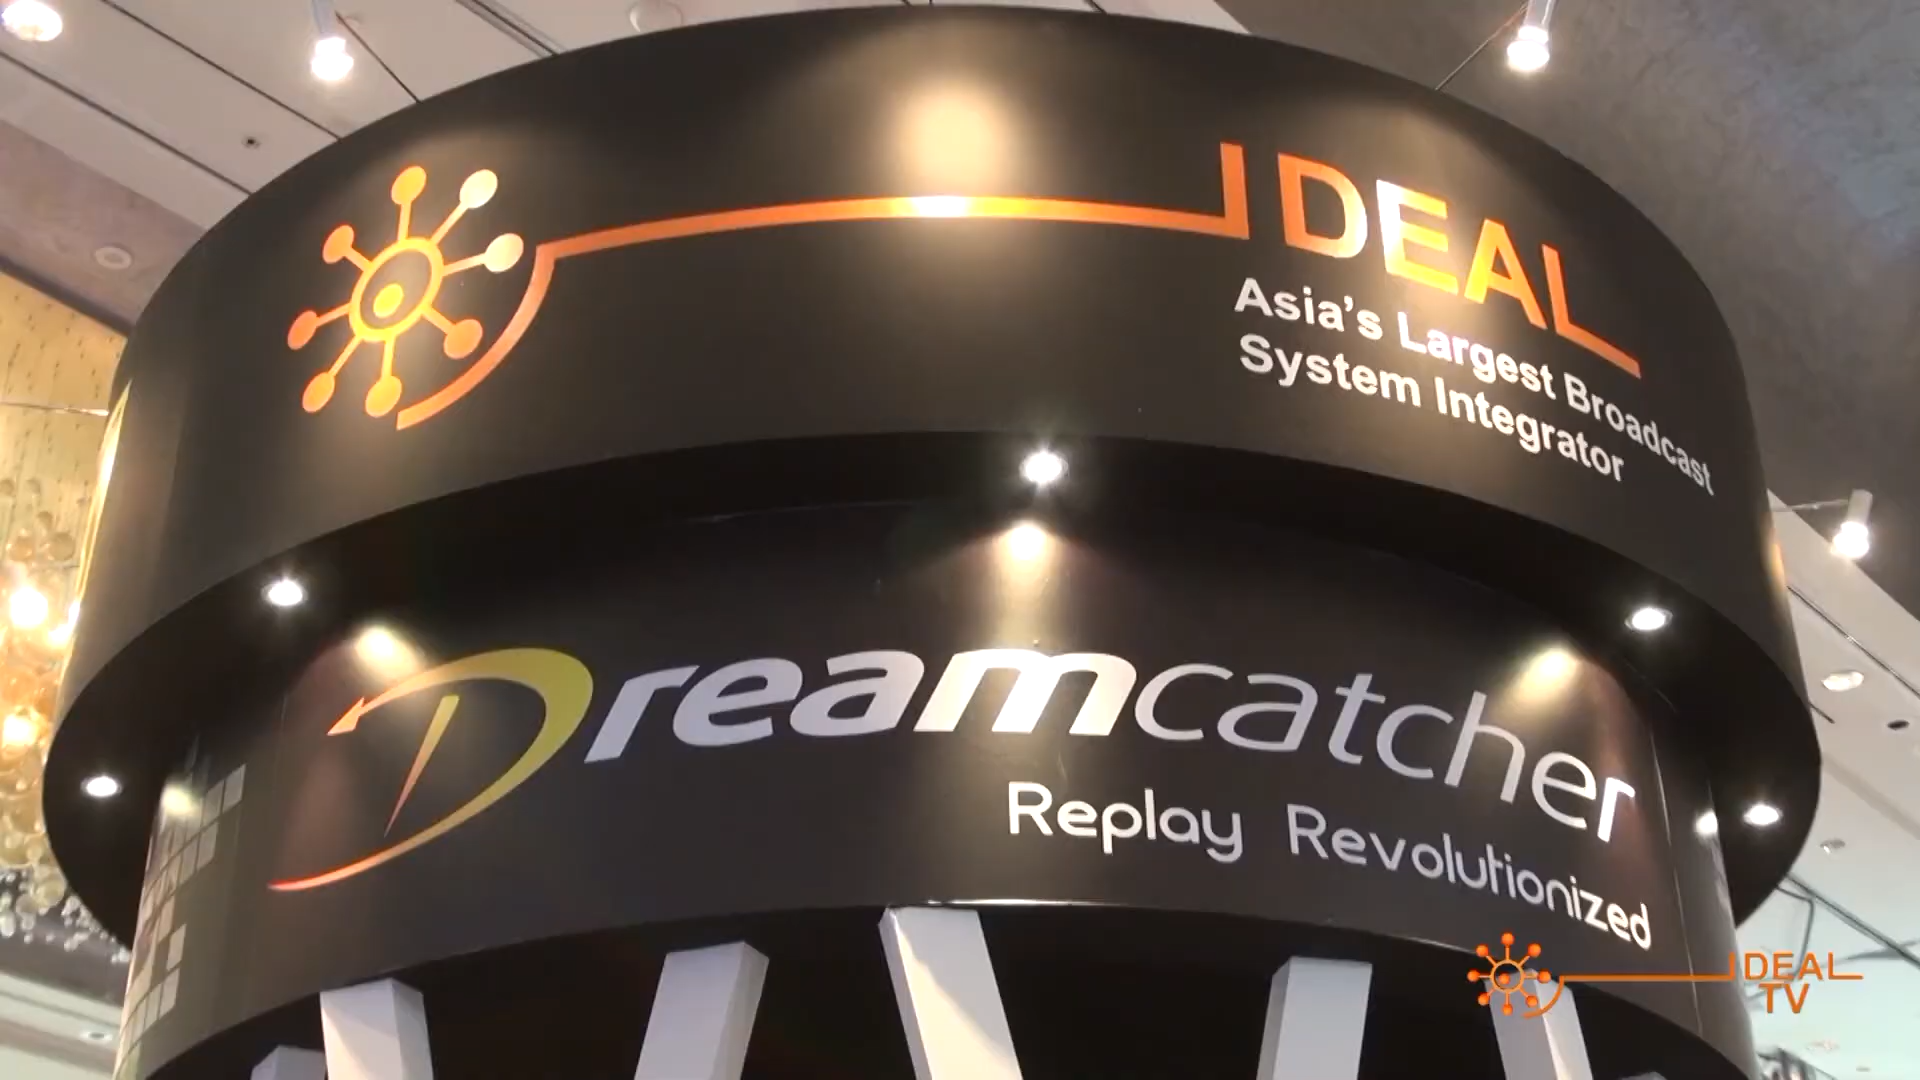 IDEAL
Asia's Largest Broadcast
System Integrator
Dreamcatcher
Replay Revolutionized
IDEAL
TV